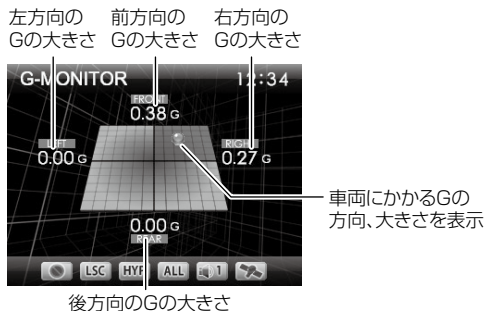 左方向の
Gの大きさ
前方向の
Gの大きさ
右方向の
Gの大きさ
G-MONITOR 12:34
FRONT
0.38 G
LEFT
0.00 G
RIGHT
0.27 G
車両にかかるGの
方向、大きさを表示
0.00 G
REAR
LSC HYP ALL 1
後方向のGの大きさ